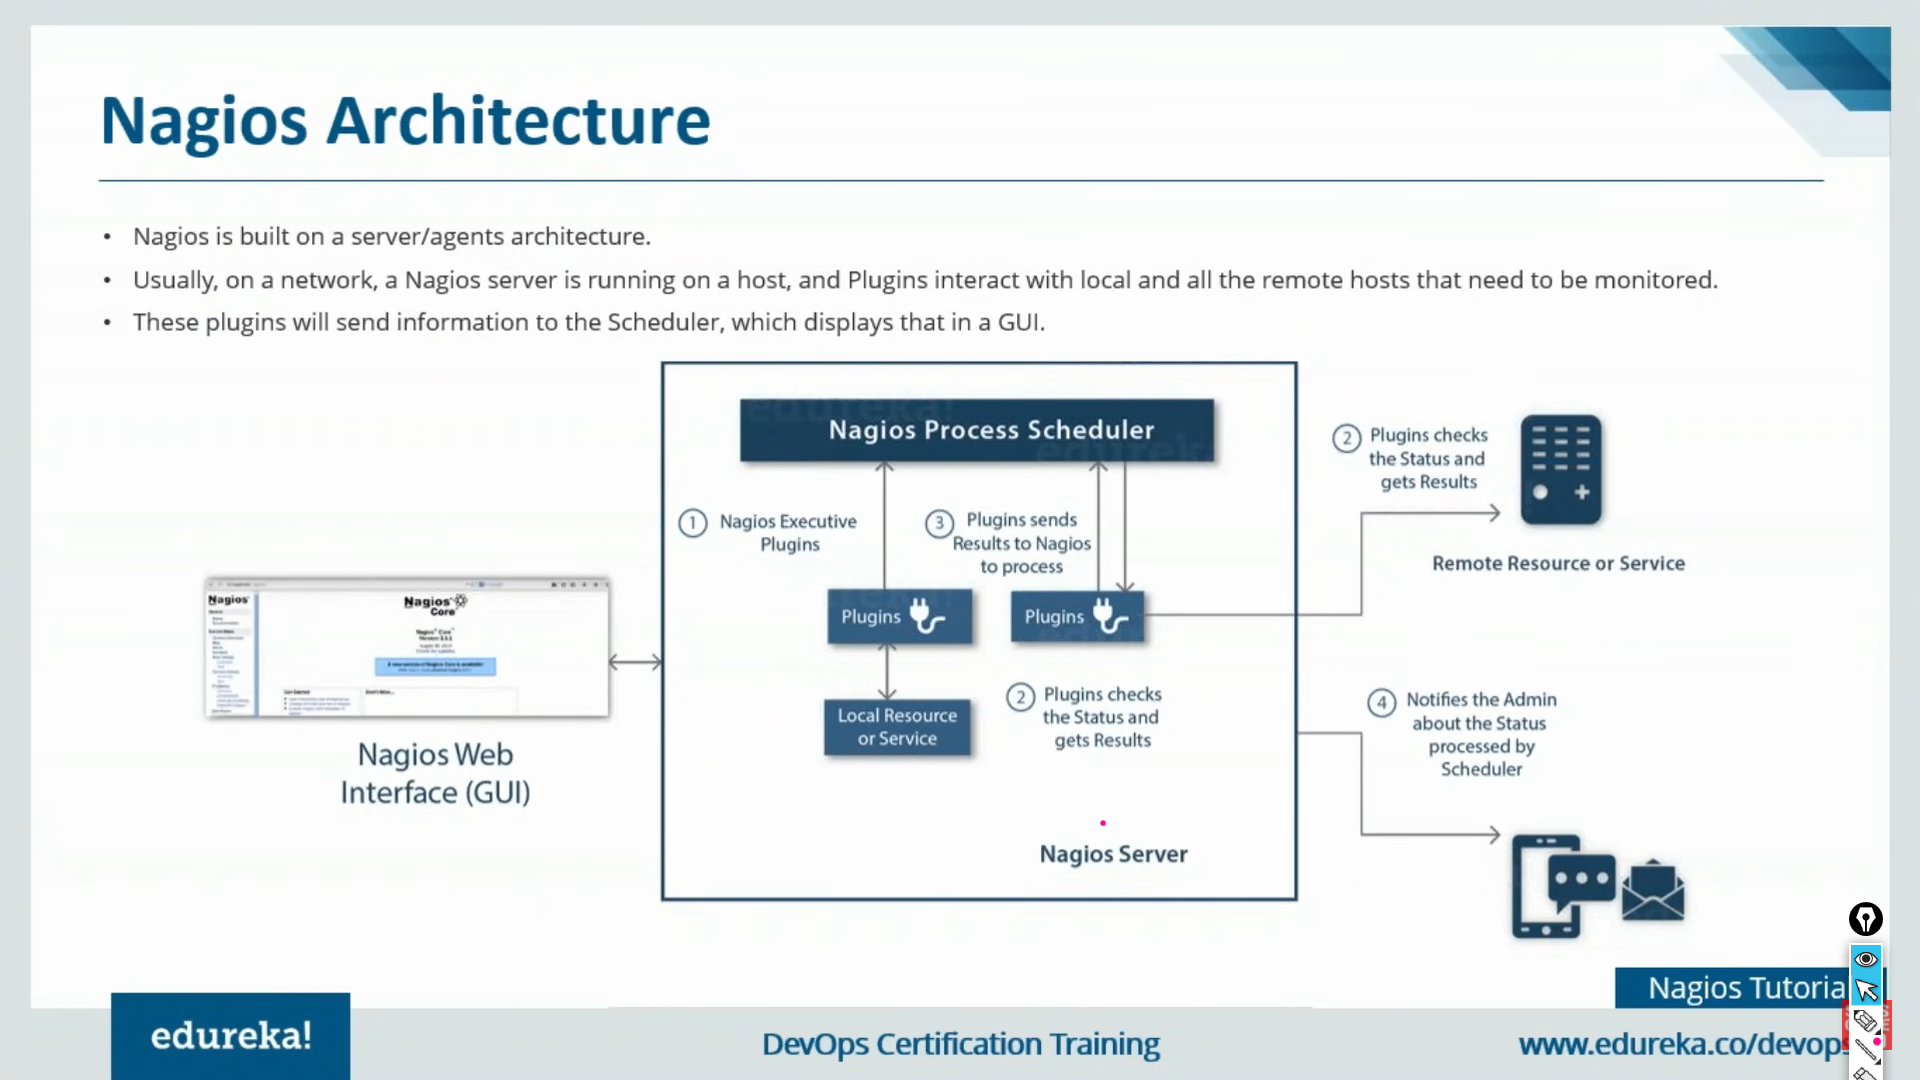 Nagios Architecture
• Nagios is built on a server/agents architecture.
• Usually, on a network, a Nagios server is running on a host, and Plugins interact with local and all the remote hosts that need to be monitored.
• These plugins will send information to the Scheduler, which displays that in a GUI.
Nagios Process Scheduler
1 Nagios Executive
Plugins
3 Plugins sends
Results to Nagios
to process
2 Plugins checks
the Status and
gets Results
Remote Resource or Service
Plugins
Plugins
Local Resource
or Service
2 Plugins checks
the Status and
gets Results
4 Notifies the Admin
about the Status
processed by
Scheduler
Nagios
Nagios
Core
Nagios Web
Interface (GUI)
Nagios Server
Nagios Tutoria
edureka!
DevOps Certification Training
www.edureka.co/devops